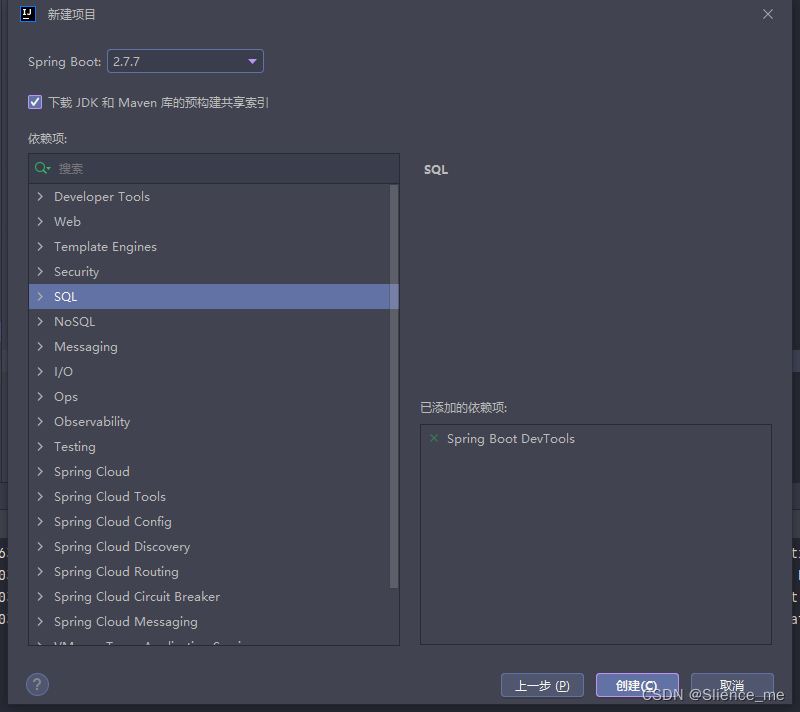 IJ
新建项目
Spring Boot: 2.7.7
下载 JDK 和 Maven 库的预构建共享索引
依赖项:
搜索
Developer Tools
Web
Template Engines
Security
SQL
NoSQL
Messaging
I/O
Ops
Observability
Testing
Spring Cloud
Spring Cloud Tools
Spring Cloud Config
Spring Cloud Discovery
Spring Cloud Routing
Spring Cloud Circuit Breaker
Spring Cloud Messaging
SQL
已添加的依赖项:
Spring Boot DevTools
?
上一步 (P)
创建(C)
取消
CSDN @Slience_me